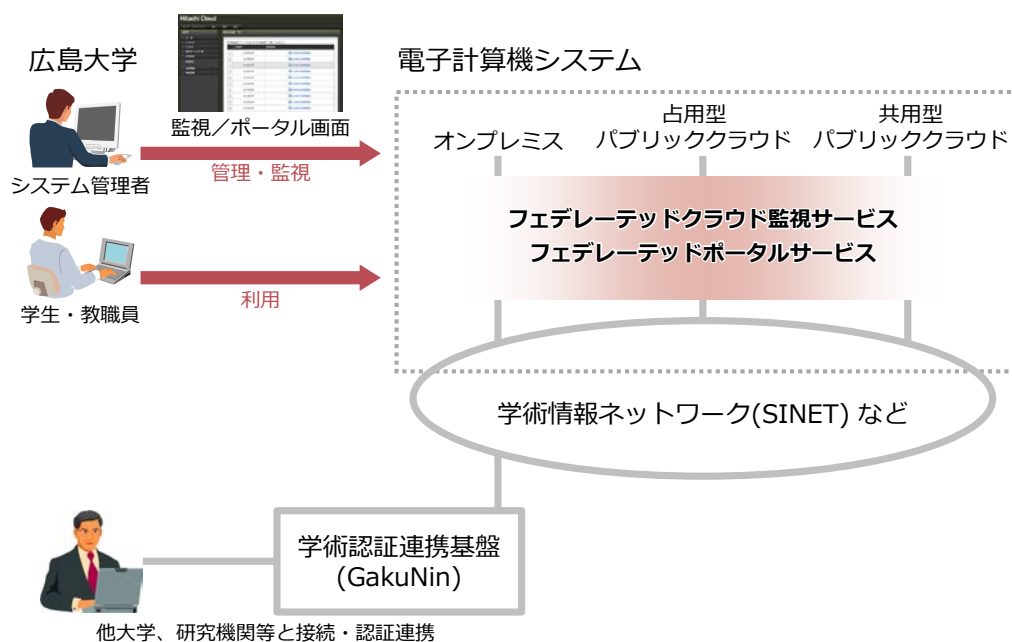 Hitachi Cloud
広島大学
電子計算機システム
監視／ポータル画面
オンプレミス
占用型
パブリッククラウド
共用型
パブリッククラウド
管理・監視
システム管理者
フェデレーテッドクラウド監視サービス
フェデレーテッドポータルサービス
利用
学生・教職員
学術情報ネットワーク(SINET) など
学術認証連携基盤
(GakuNin)
他大学、研究機関等と接続・認証連携